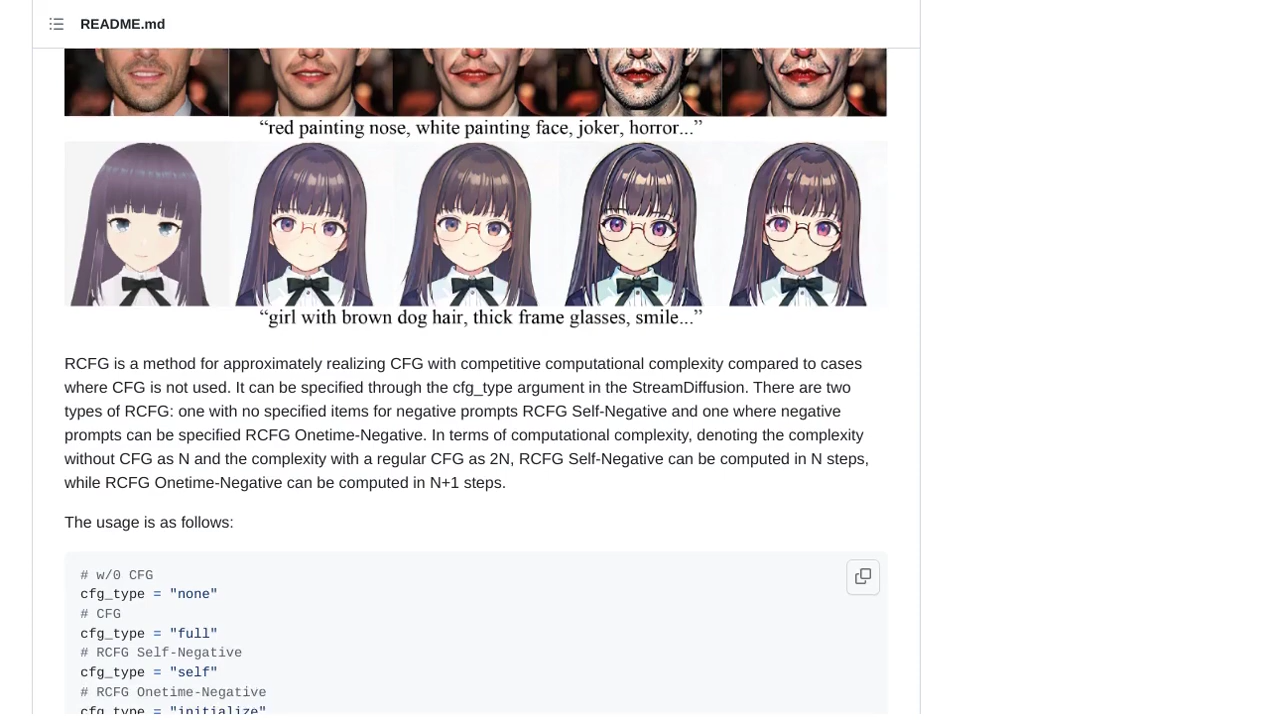 README.md
“red painting nose, white painting face, joker, horror...”
“girl with brown dog hair, thick frame glasses, smile...”
RCFG is a method for approximately realizing CFG with competitive computational complexity compared to cases
where CFG is not used. It can be specified through the cfg_type argument in the StreamDiffusion. There are two
types of RCFG: one with no specified items for negative prompts RCFG Self-Negative and one where negative
prompts can be specified RCFG Onetime-Negative. In terms of computational complexity, denoting the complexity
without CFG as N and the complexity with a regular CFG as 2N, RCFG Self-Negative can be computed in N steps,
while RCFG Onetime-Negative can be computed in N+1 steps.
The usage is as follows:
# w/0 CFG
cfg_type = "none"
# CFG
cfg_type = "full"
# RCFG Self-Negative
cfg_type = "self"
# RCFG Onetime-Negative
cfg_type = "initialize"